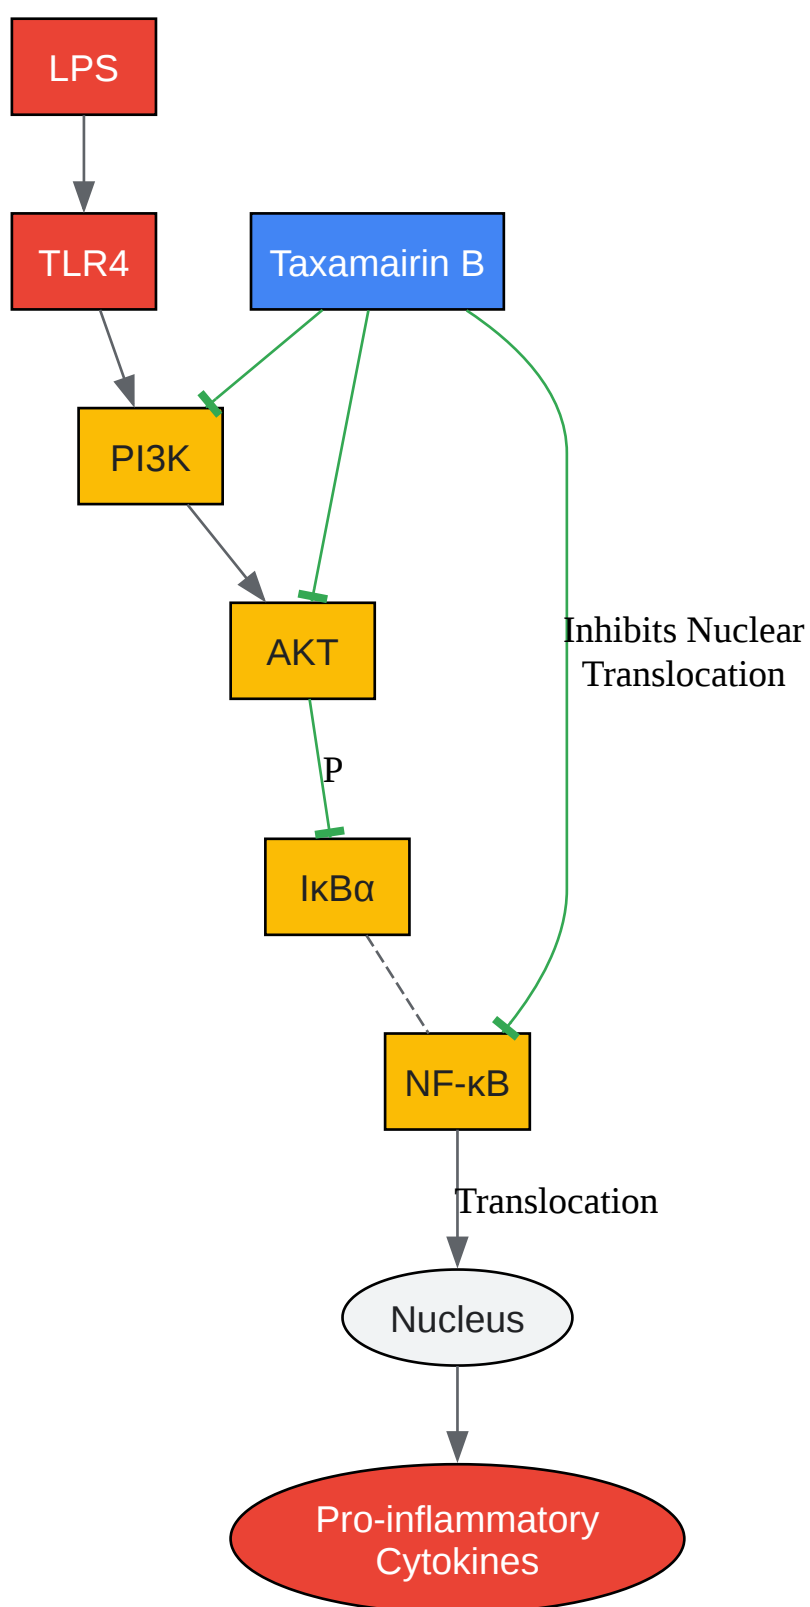 LPS
TLR4
Taxamairin B
PI3K
AKT
Inhibits Nuclear
Translocation
P
IκBα
NF-κB
Translocation
Nucleus
Pro-inflammatory
Cytokines